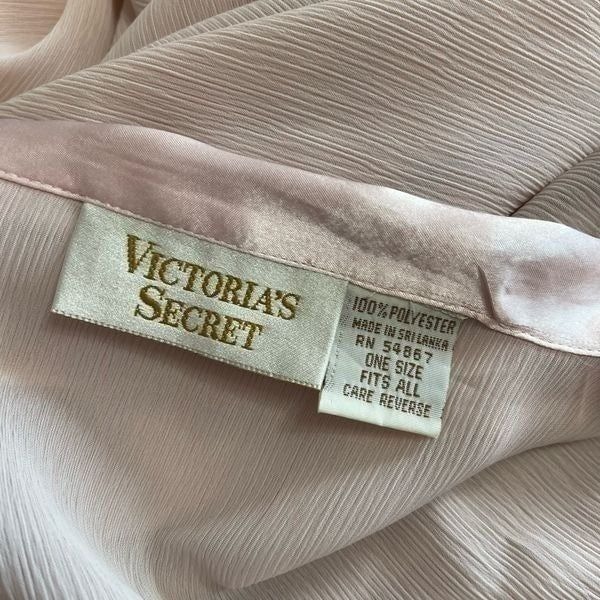 VICTORIA'S
SECRET
100% POLYESTER
MADE IN SRI LANKA
RN 54867
ONE SIZE
FITS ALL
CARE REVERSE